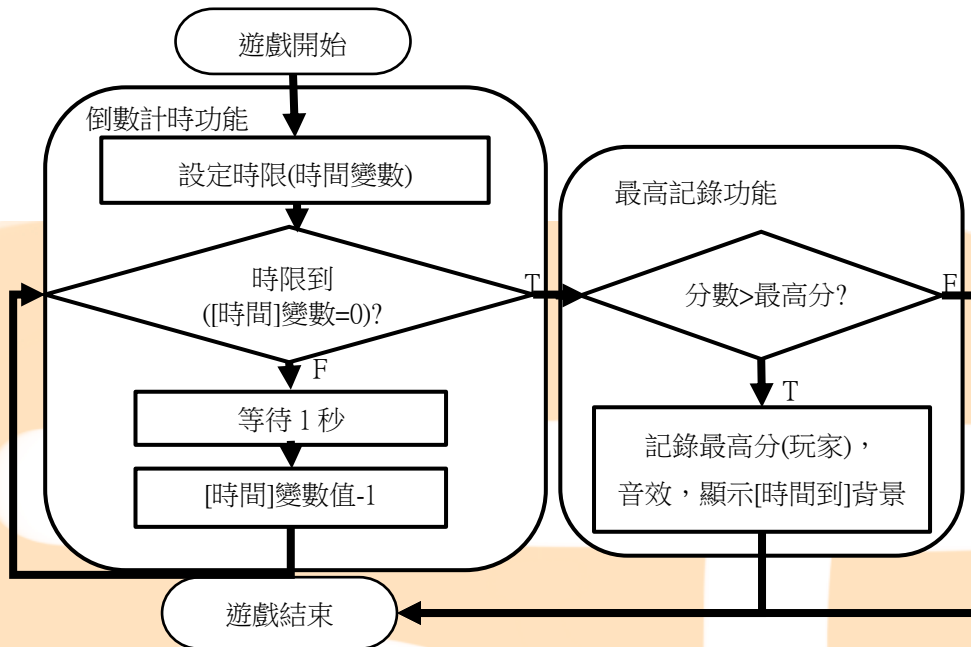 遊戲開始
倒數計時功能
設定時限(時間變數)
時限到
([時間]變數=0)?
T
F
等待 1 秒
[時間]變數值-1
最高記錄功能
分數>最高分?
F
T
記錄最高分(玩家)，
音效，顯示[時間到]背景
遊戲結束